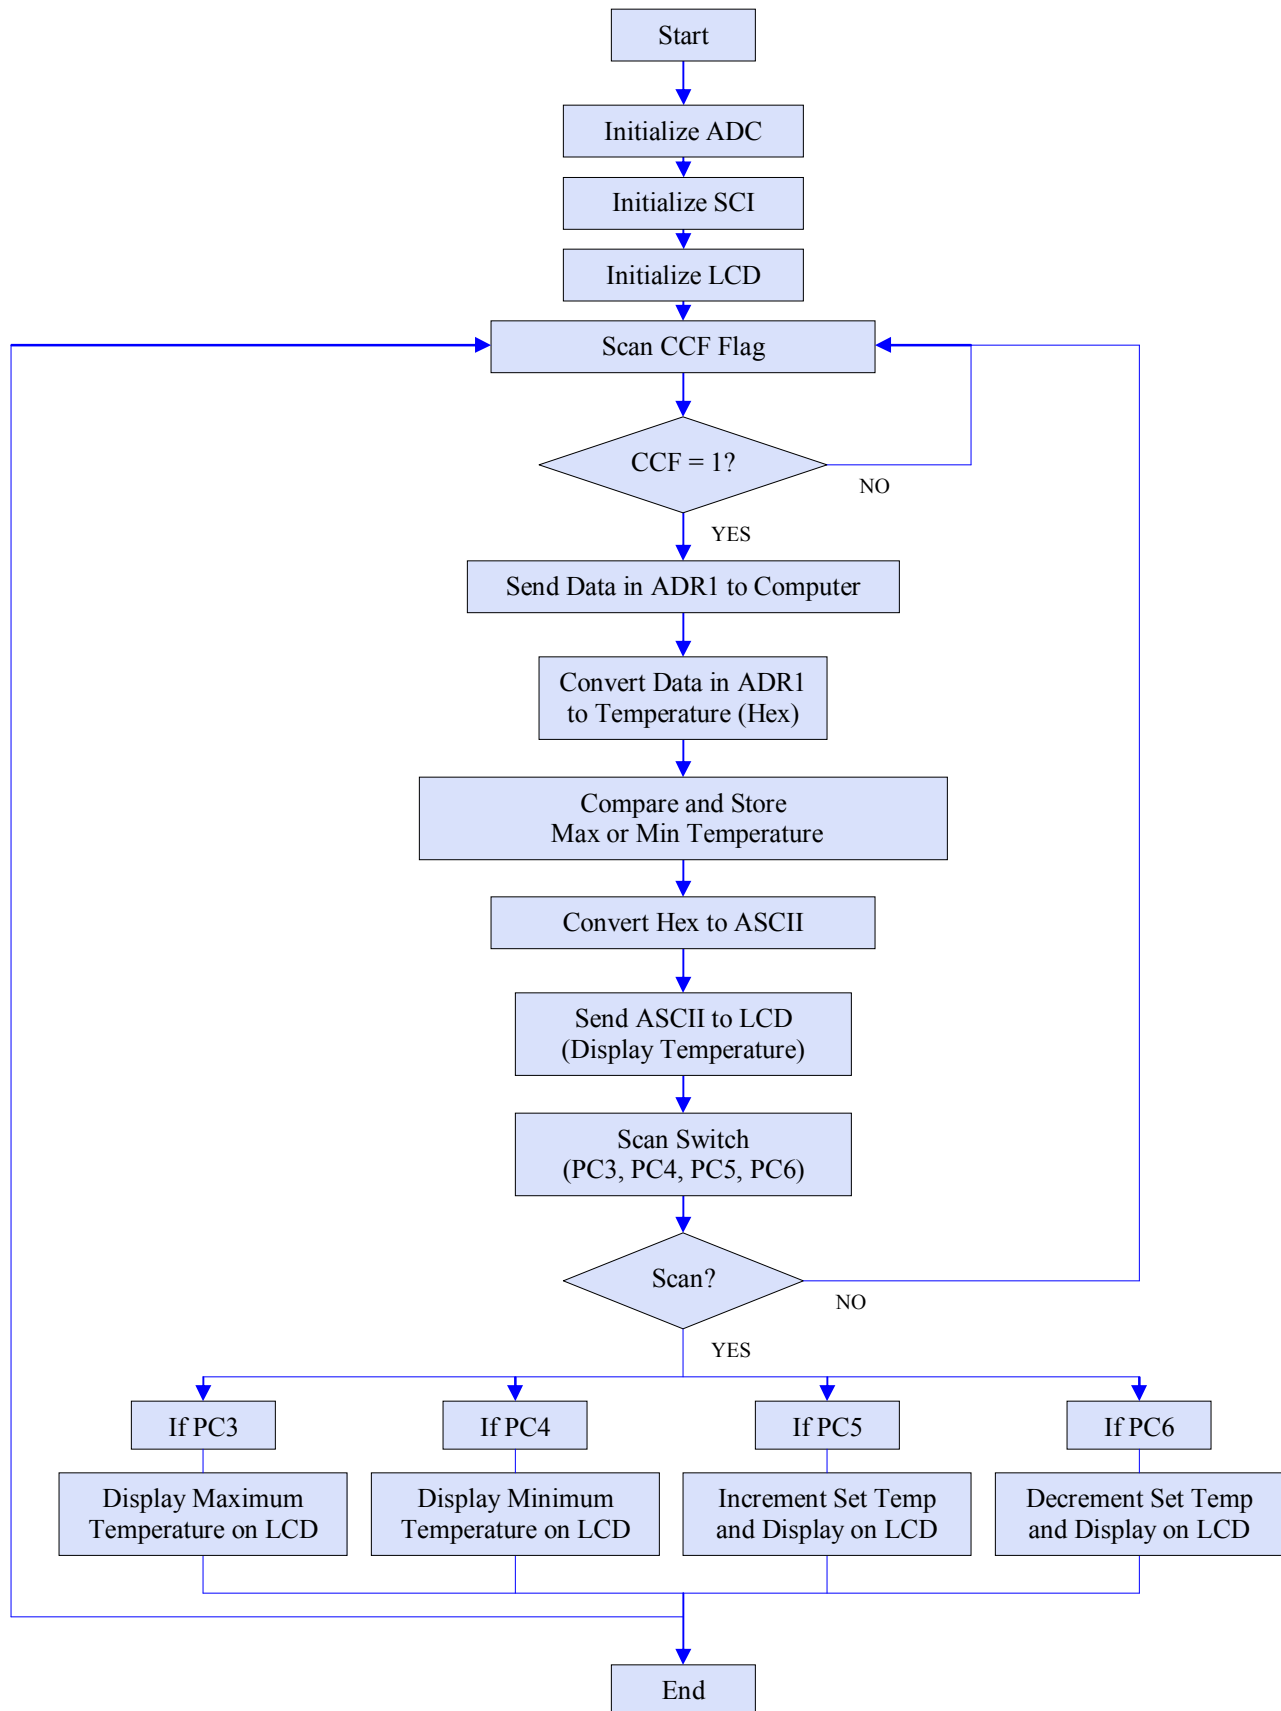 Start
Initialize ADC
Initialize SCI
Initialize LCD
Scan CCF Flag
CCF = 1?
NO
YES
Send Data in ADR1 to Computer
Convert Data in ADR1
to Temperature (Hex)
Compare and Store
Max or Min Temperature
Convert Hex to ASCII
Send ASCII to LCD
(Display Temperature)
Scan Switch
(PC3, PC4, PC5, PC6)
Scan?
NO
YES
If PC3
If PC4
If PC5
If PC6
Display Maximum
Temperature on LCD
Display Minimum
Temperature on LCD
Increment Set Temp
and Display on LCD
Decrement Set Temp
and Display on LCD
End